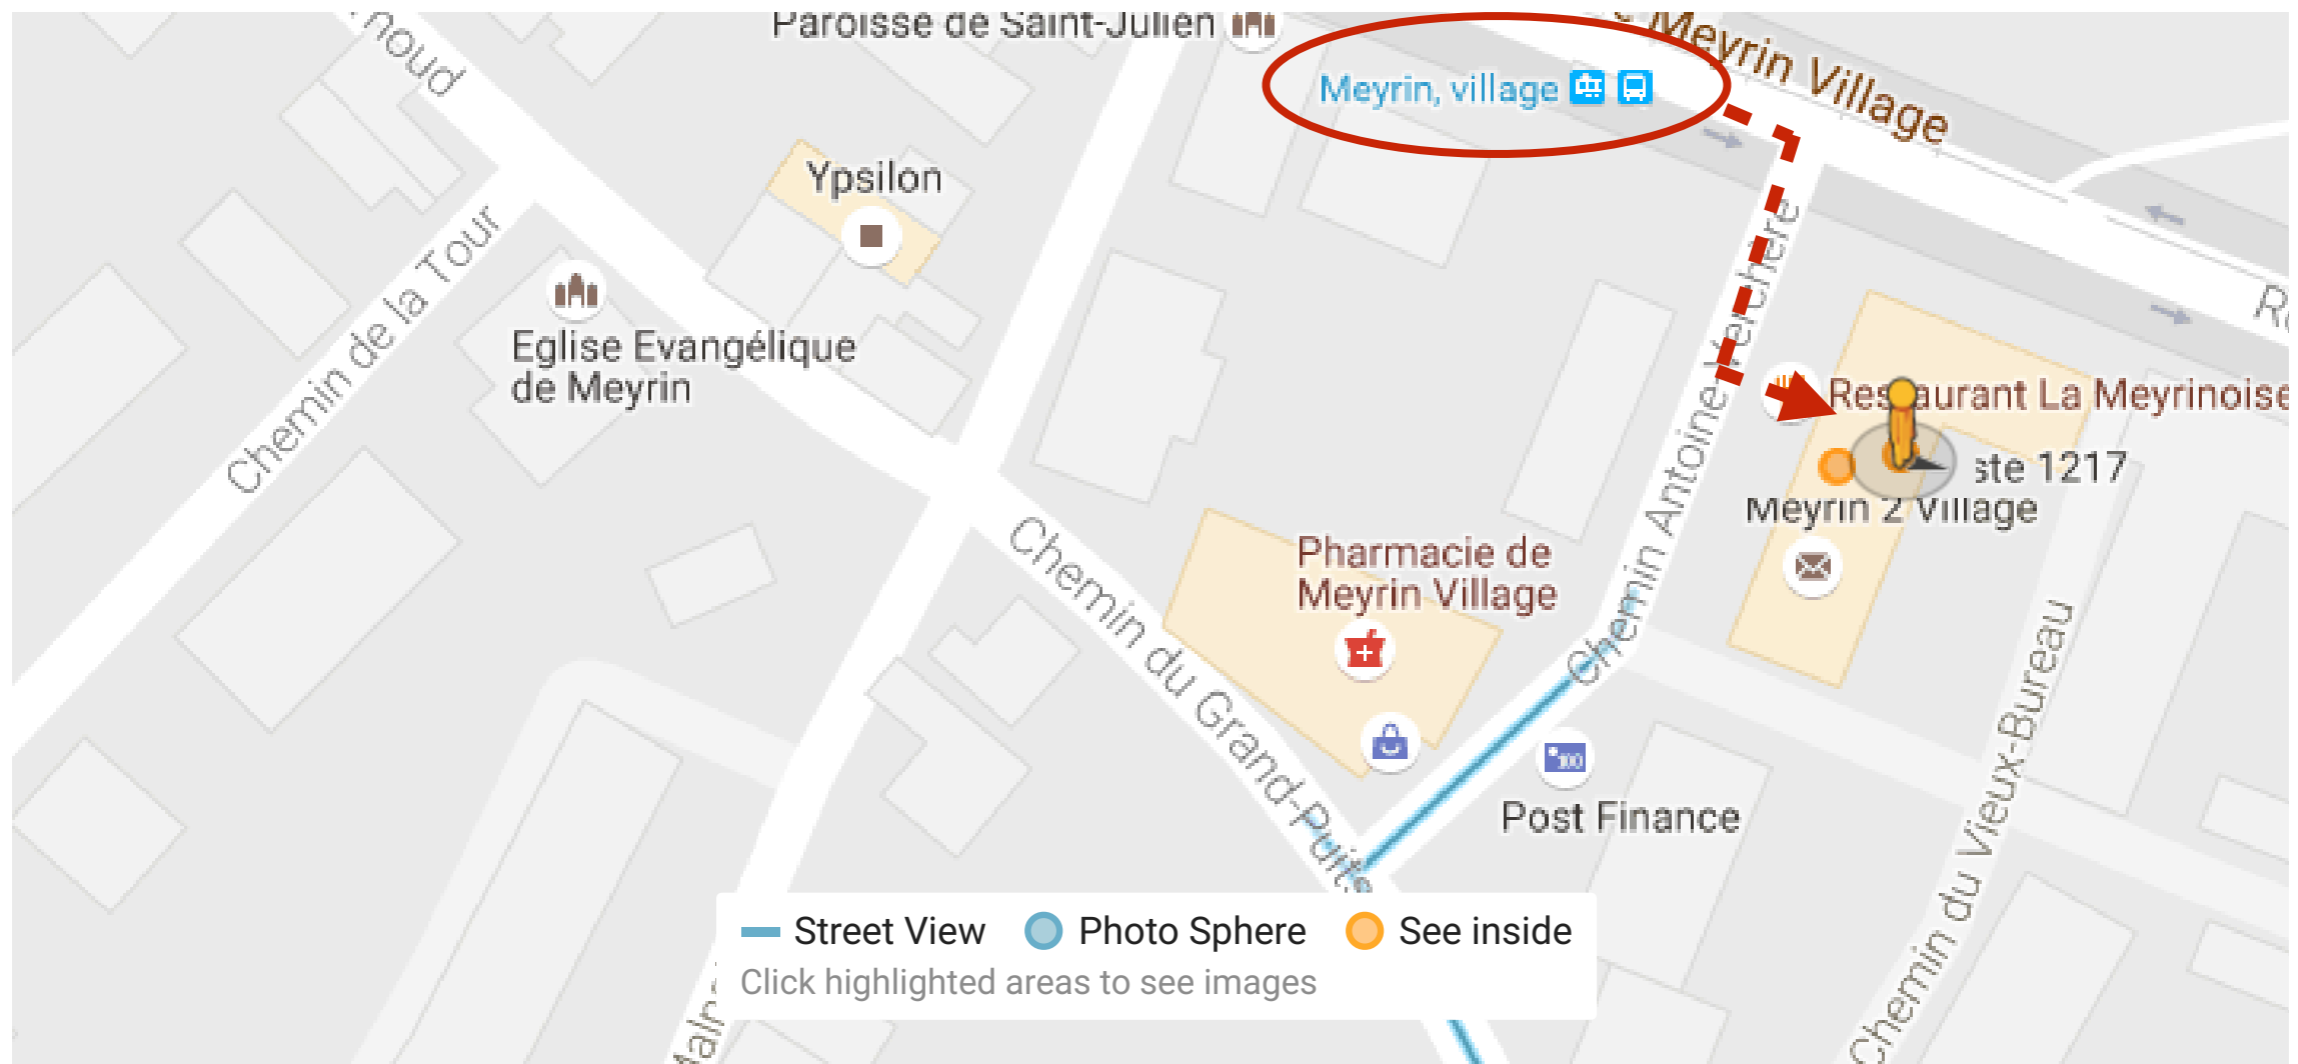 Paroisse de Saint-Julien
Meyrin, village
Meyrin Village
Ypsilon
Chemin de la Tour
Eglise Evangélique
de Meyrin
Chemin Antoine-Verchère
Restaurant La Meyrinoise
ste 1217
Meyrin 2 Village
Pharmacie de
Meyrin Village
Chemin du Grand-Puits
100
Post Finance
Chemin du Vieux-Bureau
Street View
Photo Sphere
See inside
Click highlighted areas to see images